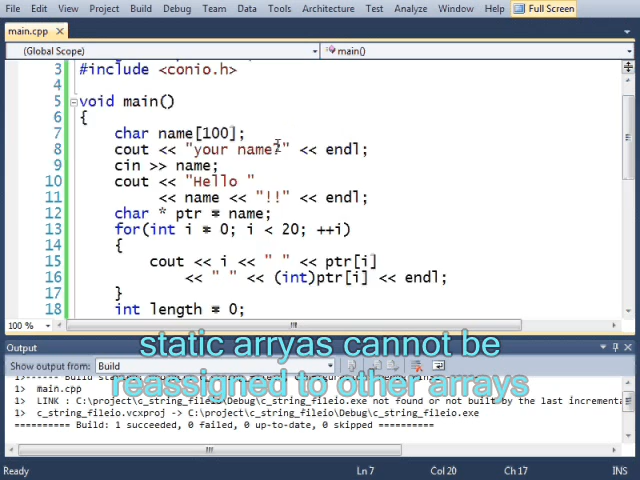 File Edit View Project Build Debug Team Data Tools Architecture Test Analyze Window Help Full Screen
main.cpp
(Global Scope) main()
3 #include <conio.h>
4
5 void main()
6 {
7 char name[100];
8 cout << "your name?" << endl;
9 cin >> name;
10 cout << "Hello "
11 << name << "!!" << endl;
12 char * ptr = name;
13 for(int i = 0; i < 20; ++i)
14 {
15 cout << i << " " << ptr[i]
16 << " " << (int)ptr[i] << endl;
17 }
18 int length = 0;
100 %
static arryas cannot be
reassigned to other arrays
Output
Show output from: Build
1> main.cpp
1> LINK : C:\project\c_string_fileio\Debug\c_string_fileio.exe not found or not built by the last incrementa
1> c_string_fileio.vcxproj -> C:\project\c_string_fileio\Debug\c_string_fileio.exe
========== Build: 1 succeeded, 0 failed, 0 up-to-date, 0 skipped ==========
Ln 7 Col 20 Ch 17 INS